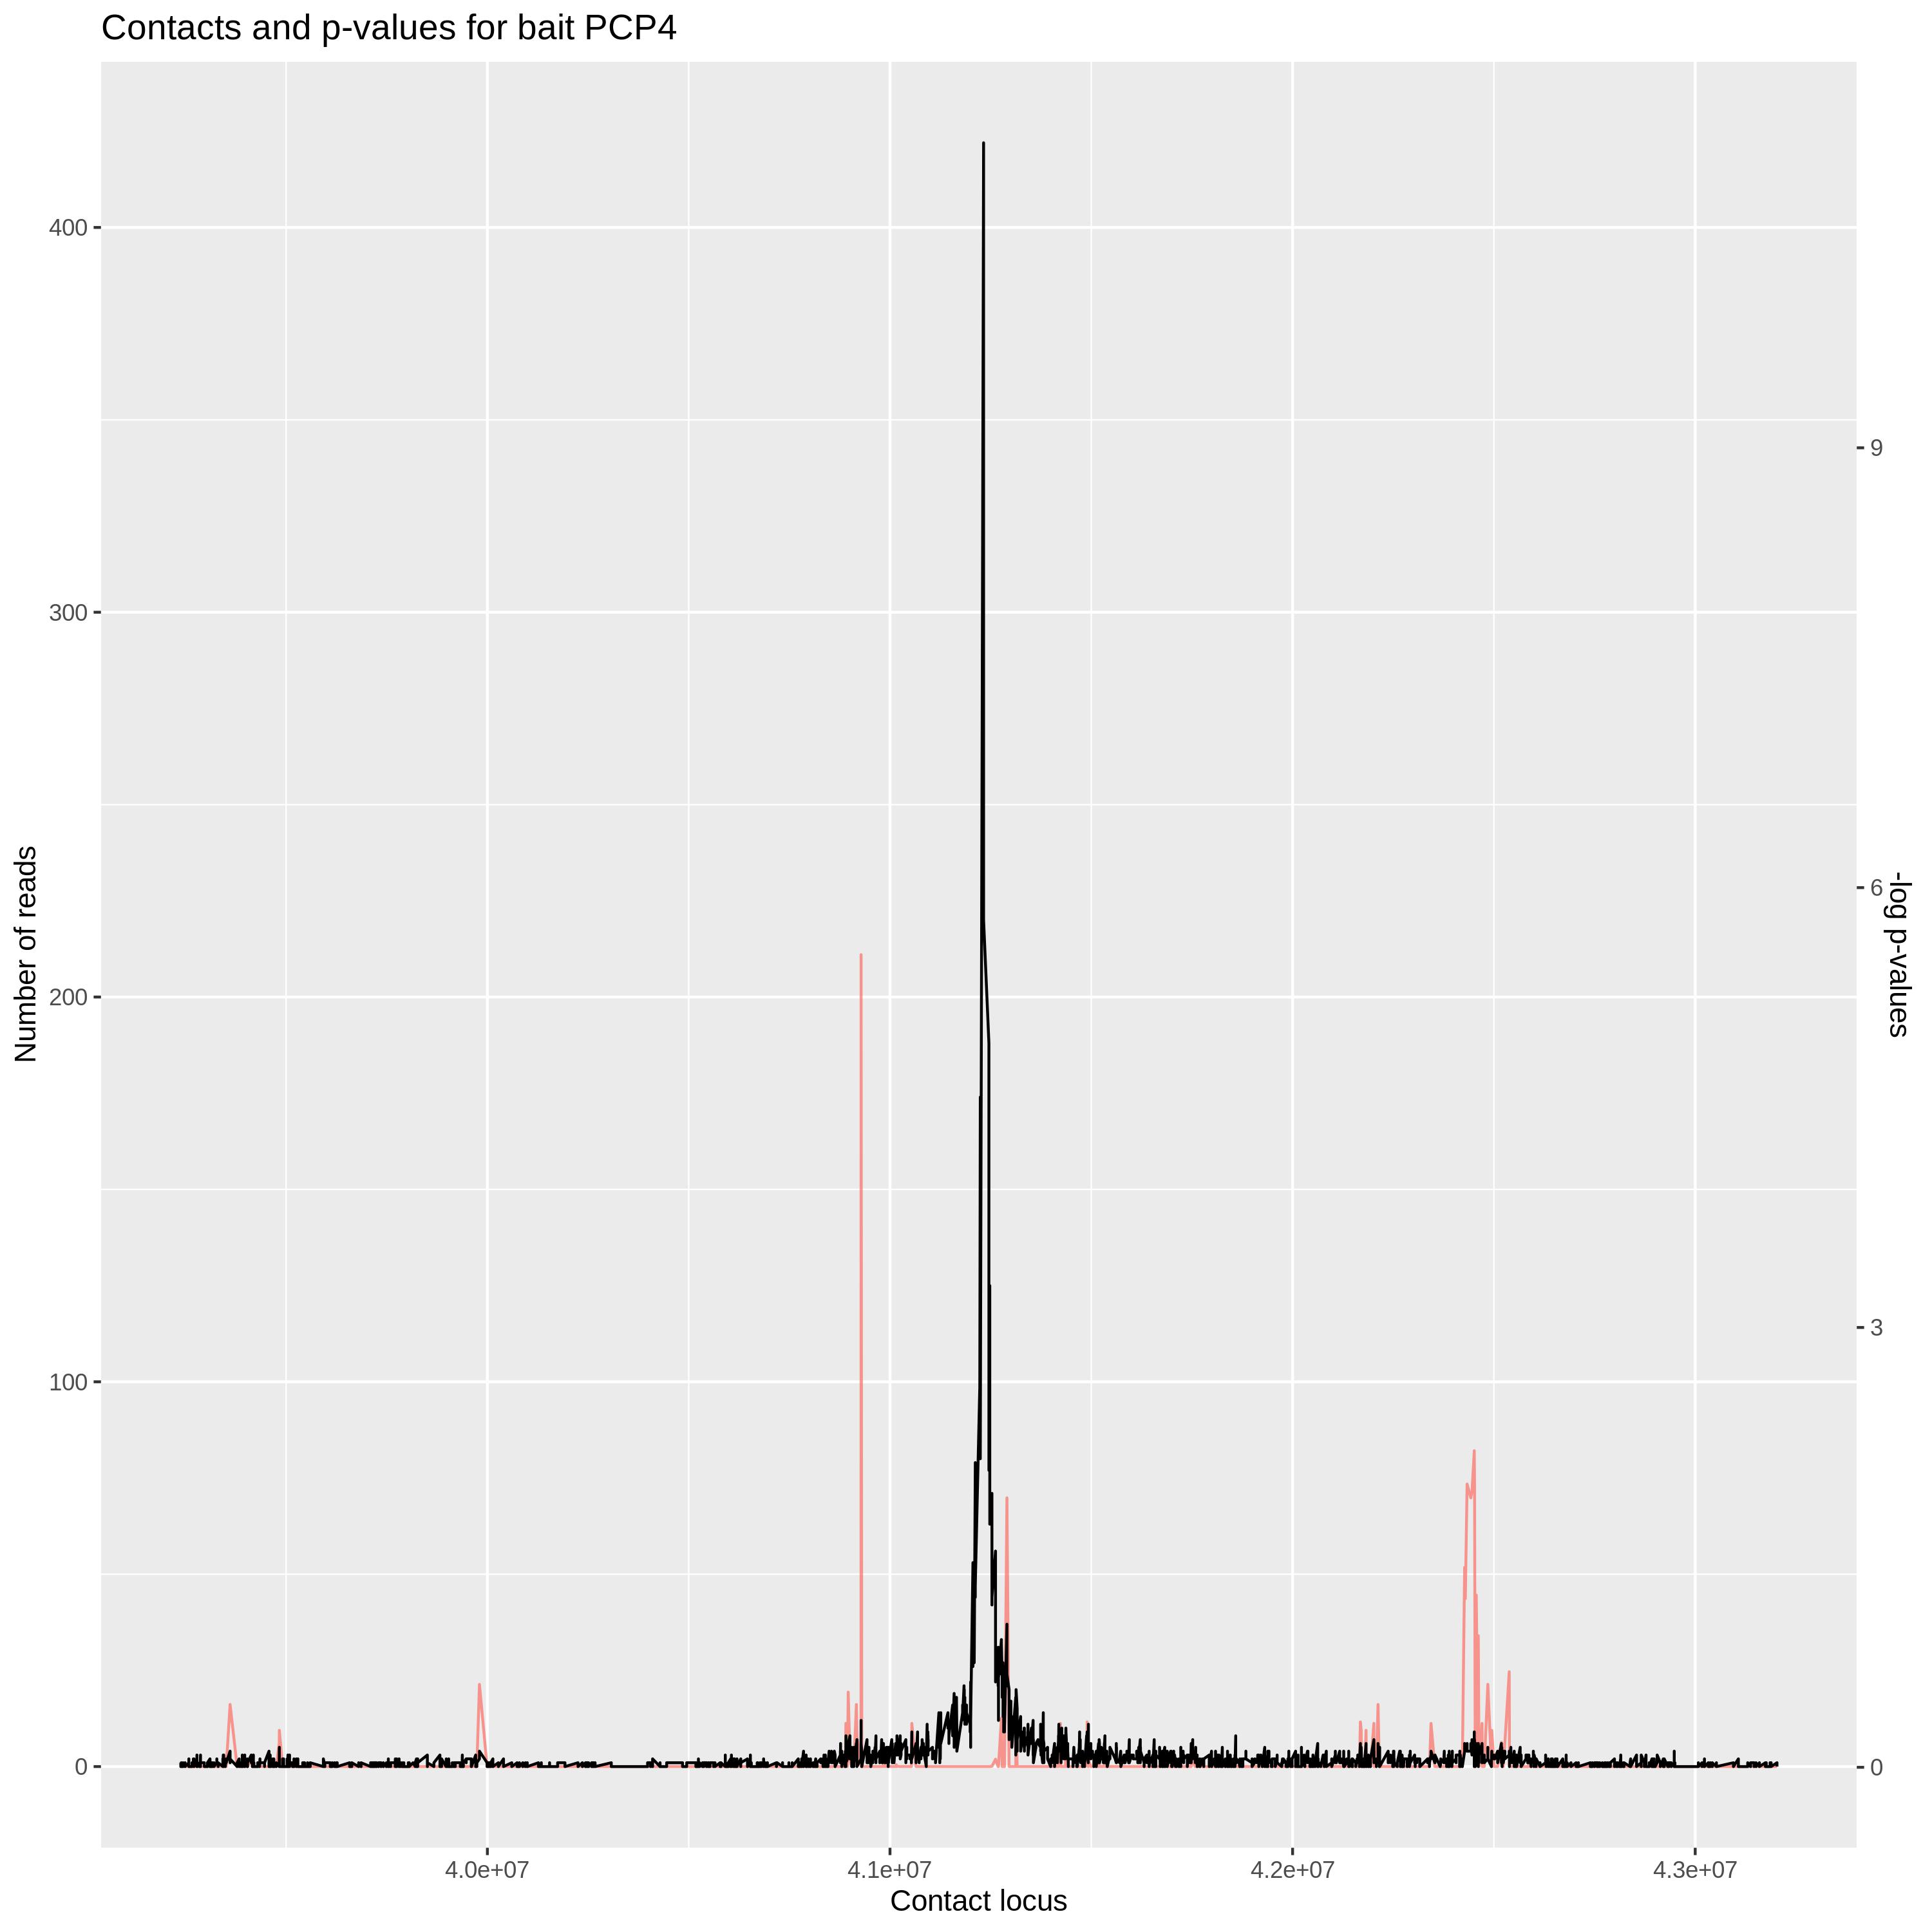 Contacts and p-values for bait PCP4
Number of reads
400
300
200
100
0
9
6
3
0
-log p-values
4.0e+07
4.1e+07
4.2e+07
4.3e+07
Contact locus